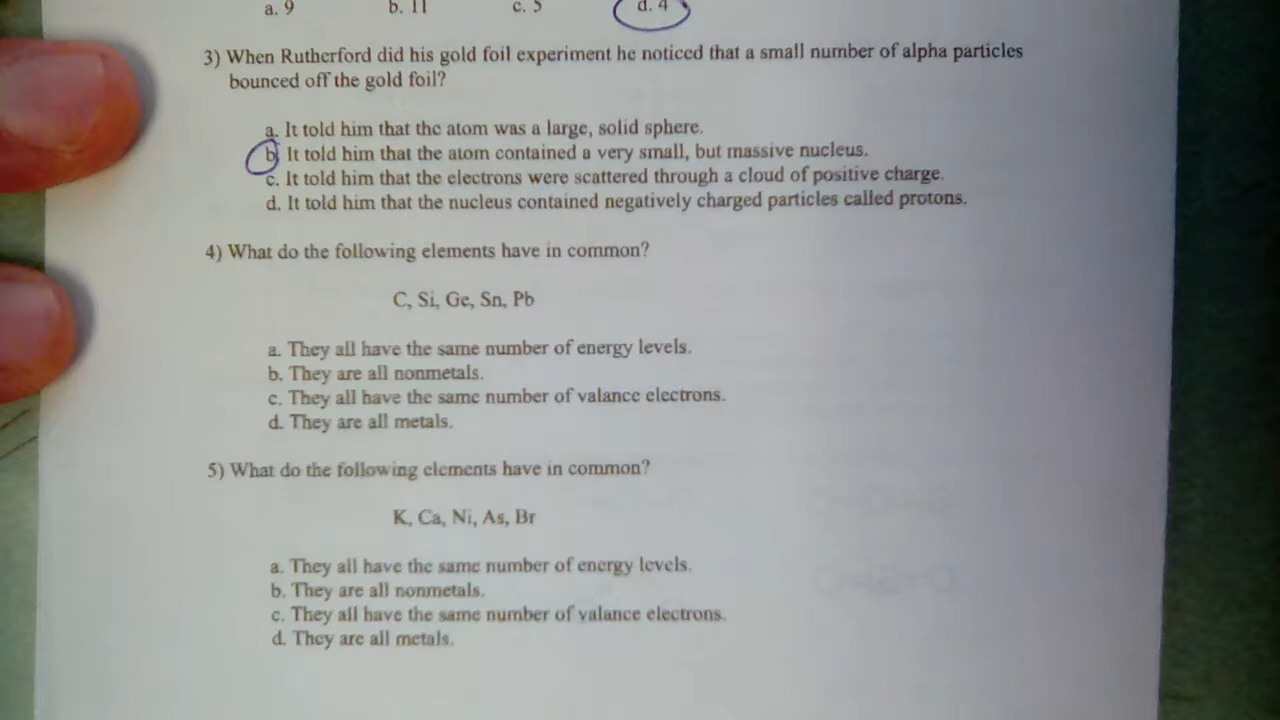 a. 9 b. 11 c. 5 d. 4
3) When Rutherford did his gold foil experiment he noticed that a small number of alpha particles
bounced off the gold foil?
a. It told him that the atom was a large, solid sphere.
b. It told him that the atom contained a very small, but massive nucleus.
c. It told him that the electrons were scattered through a cloud of positive charge.
d. It told him that the nucleus contained negatively charged particles called protons.
4) What do the following elements have in common?
C, Si, Ge, Sn, Pb
a. They all have the same number of energy levels.
b. They are all nonmetals.
c. They all have the same number of valance electrons.
d. They are all metals.
5) What do the following elements have in common?
K, Ca, Ni, As, Br
a. They all have the same number of energy levels.
b. They are all nonmetals.
c. They all have the same number of valance electrons.
d. They are all metals.